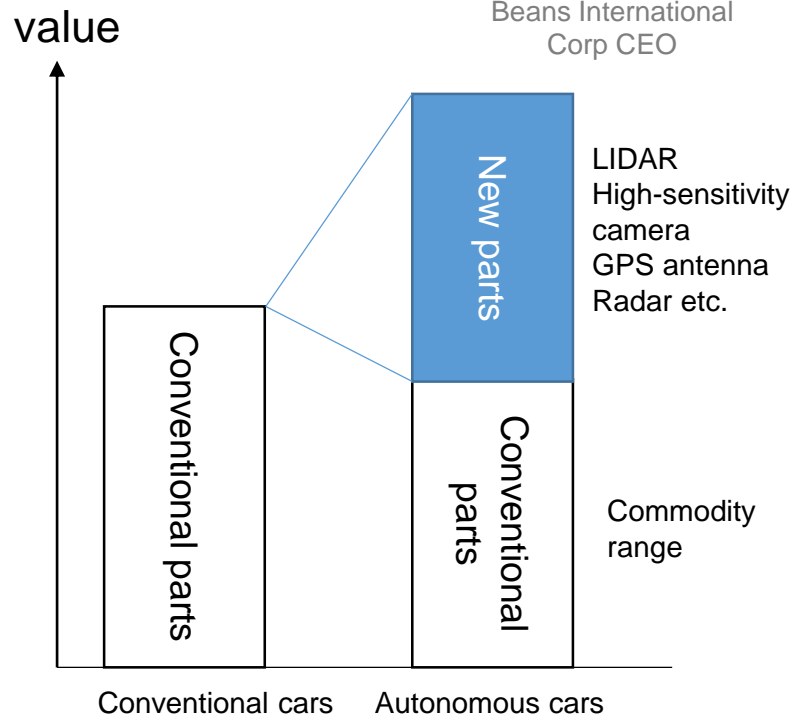 Beans International
Corp CEO
value
New parts
LIDAR
High-sensitivity
camera
GPS antenna
Radar etc.
Conventional parts
Conventional
parts
Commodity
range
Conventional cars
Autonomous cars